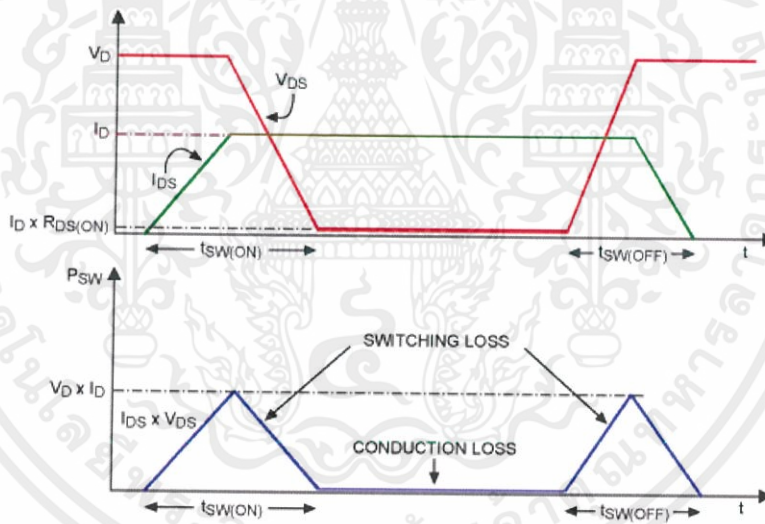 V_D
V_DS
I_D
I_DS
I_D x R_DS(ON)
t_SW(ON)
t_SW(OFF)
t
P_SW
SWITCHING LOSS
V_D x I_D
I_DS x V_DS
CONDUCTION LOSS
t_SW(ON)
t_SW(OFF)
t